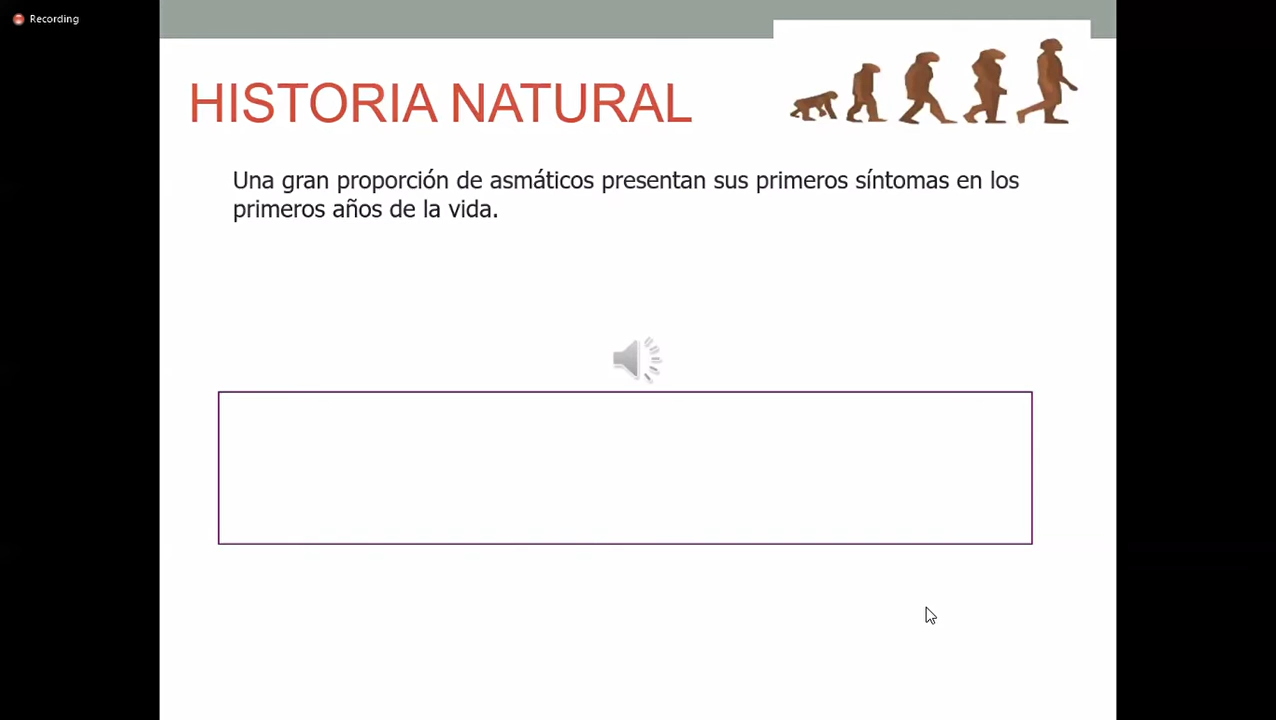 Recording
HISTORIA NATURAL
Una gran proporción de asmáticos presentan sus primeros síntomas en los
primeros años de la vida.